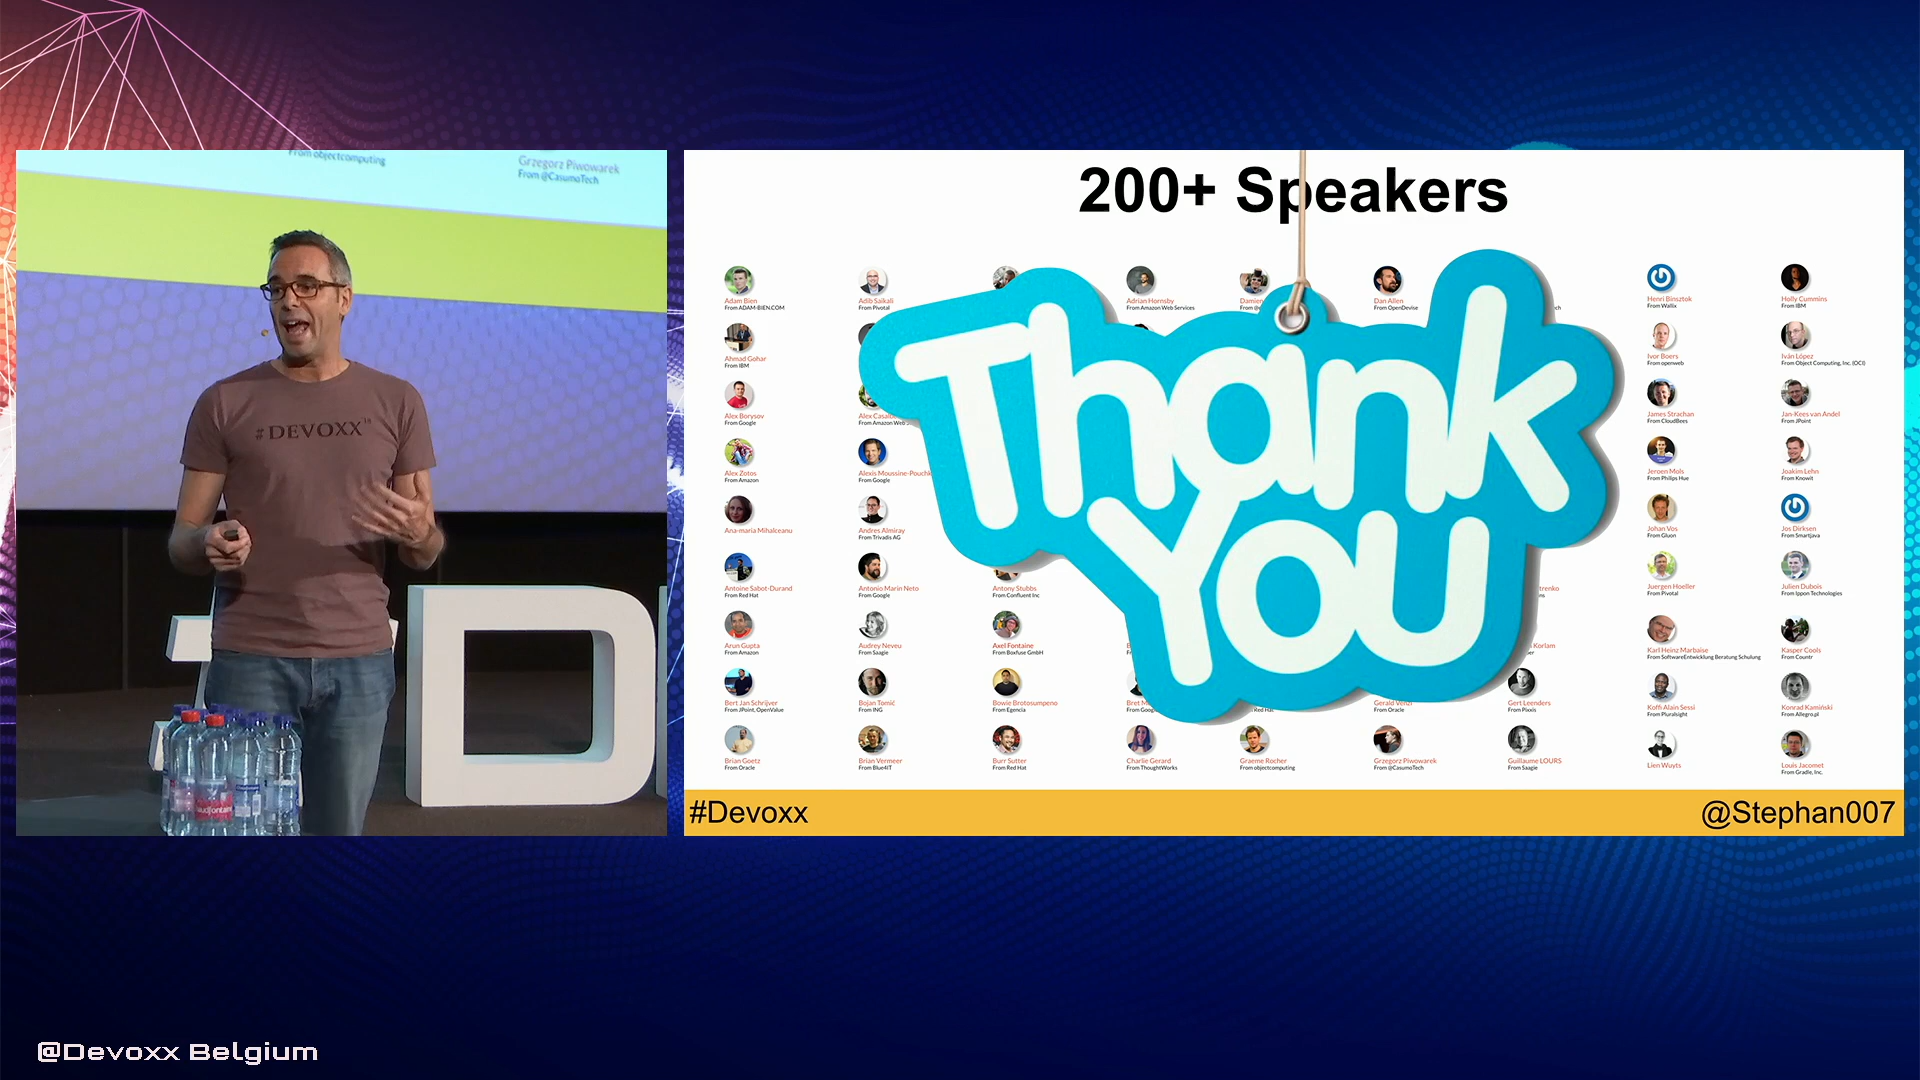 From objectcomputing
Grzegorz Piwowarek
From @CasumoTech
#DEVOXX
200+ Speakers
Thank
You
Adam Bien
From ADAM-BIEN.COM
Adib Saikali
From Pivotal
Adrian Hornsby
From Amazon Web Services
Damien
Dan Allen
From OpenDevise
Henri Binsztok
From Wallix
Holly Cummins
From IBM
Ahmad Gohar
From IBM
Ivor Boers
From openweb
Iván López
From Object Computing, Inc. (OCI)
Alex Borysov
From Google
James Strachan
From CloudBees
Jan-Kees van Andel
From JPoint
Alex Zotos
From Amazon
Alexis Moussine-Pouchk
From Google
Jeroen Mols
From Philips Hue
Joakim Lehn
From Knowit
Ana-maria Mihalceanu
Andres Almiray
From Trivadis AG
Johan Vos
From Gluon
Jos Dirksen
From Smartjava
Antoine Sabot-Durand
From Red Hat
Antonio Marin Neto
From Google
Antony Stubbs
From Confluent Inc
Juergen Hoeller
From Pivotal
Julien Dubois
From Ippon Technologies
Arun Gupta
From Amazon
Audrey Neveu
From Saagie
Axel Fontaine
From Boxfuse GmbH
Korlam
Karl Heinz Marbaise
From SoftwareEntwicklung Beratung Schulung
Kasper Cools
From Countr
Bert Jan Schrijver
From JPoint, OpenValue
Bojan Tomić
From ING
Bowie Brotosumpeno
From Egencia
Gerald Venzl
From Oracle
Gert Leenders
From Pixxis
Koffi Alain Sessi
From Pluralsight
Konrad Kamiński
From Allegro.pl
Brian Goetz
From Oracle
Brian Vermeer
From Blue4IT
Burr Sutter
From Red Hat
Charlie Gerard
From ThoughtWorks
Graeme Rocher
From objectcomputing
Grzegorz Piwowarek
From @CasumoTech
Guillaume LOURS
From Saagie
Lien Wuyts
Louis Jacomet
From Gradle, Inc.
#Devoxx
@Stephan007
@Devoxx Belgium